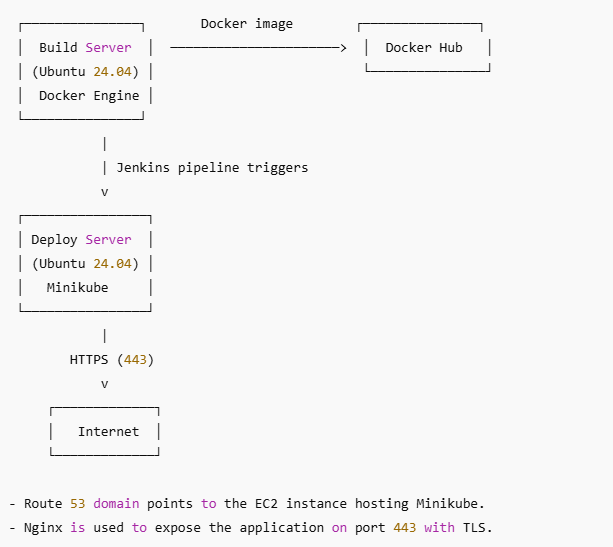 Docker image
Build Server
Docker Hub
(Ubuntu 24.04)
Docker Engine
Jenkins pipeline triggers
v
Deploy Server
(Ubuntu 24.04)
Minikube
HTTPS (443)
v
Internet
- Route 53 domain points to the EC2 instance hosting Minikube.
- Nginx is used to expose the application on port 443 with TLS.